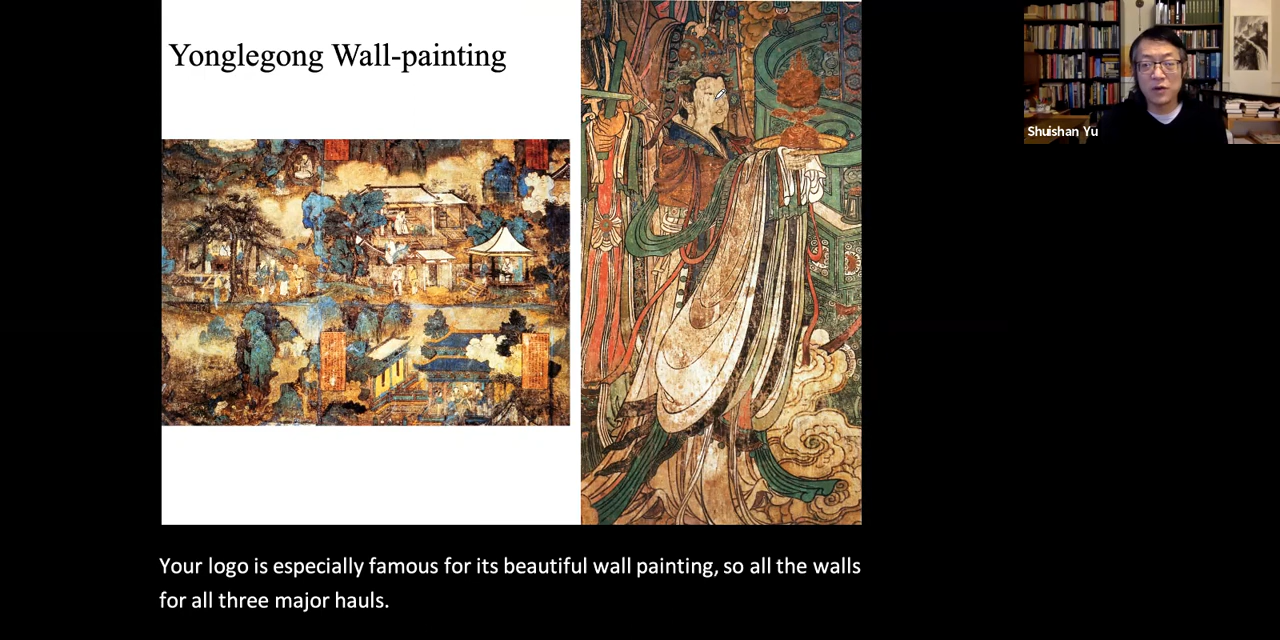 Yonglegong Wall-painting
Shuishan Yu
Your logo is especially famous for its beautiful wall painting, so all the walls
for all three major hauls.